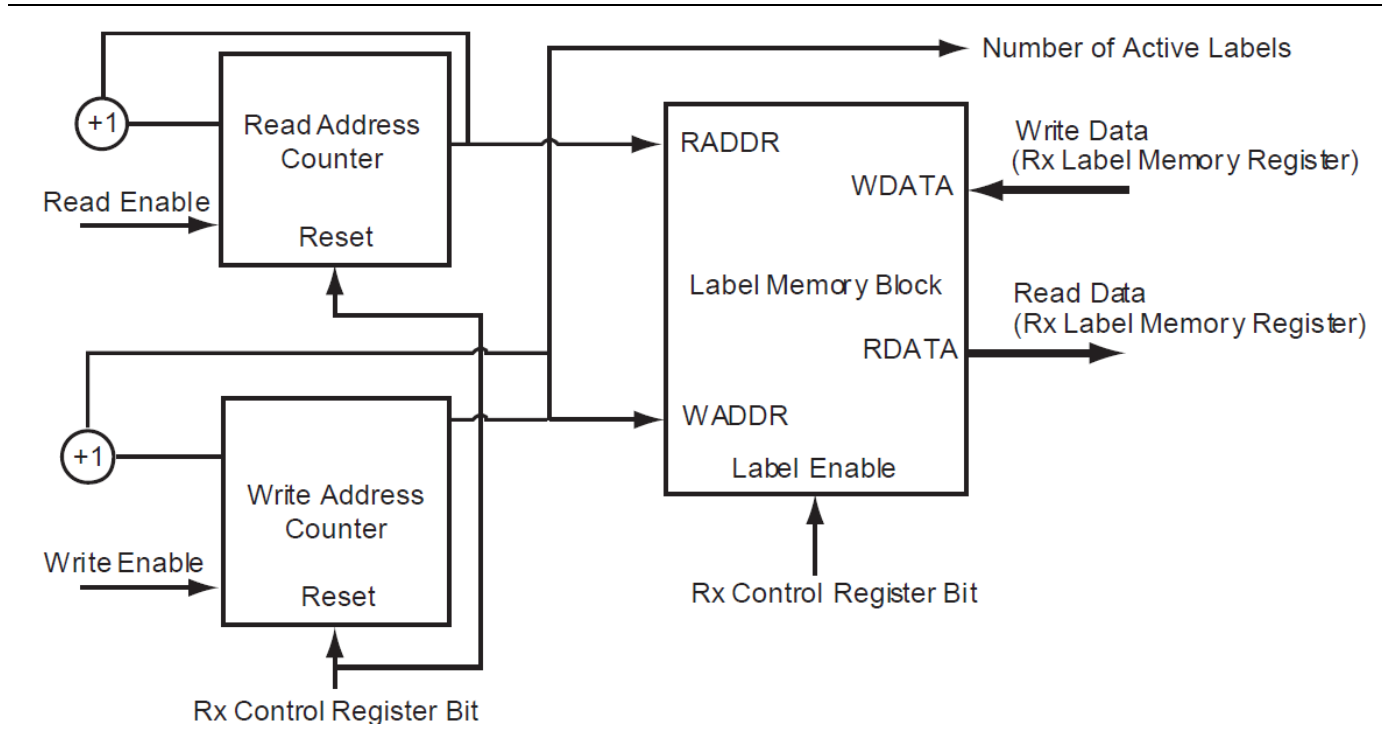 Number of Active Labels
+1
Read Address
Counter
Read Enable
Reset
RADDR
Write Data
(Rx Label Memory Register)
WDATA
Label Memory Block
Read Data
(Rx Label Memory Register)
RDATA
+1
Write Address
Counter
Write Enable
Reset
WADDR
Label Enable
Rx Control Register Bit
Rx Control Register Bit